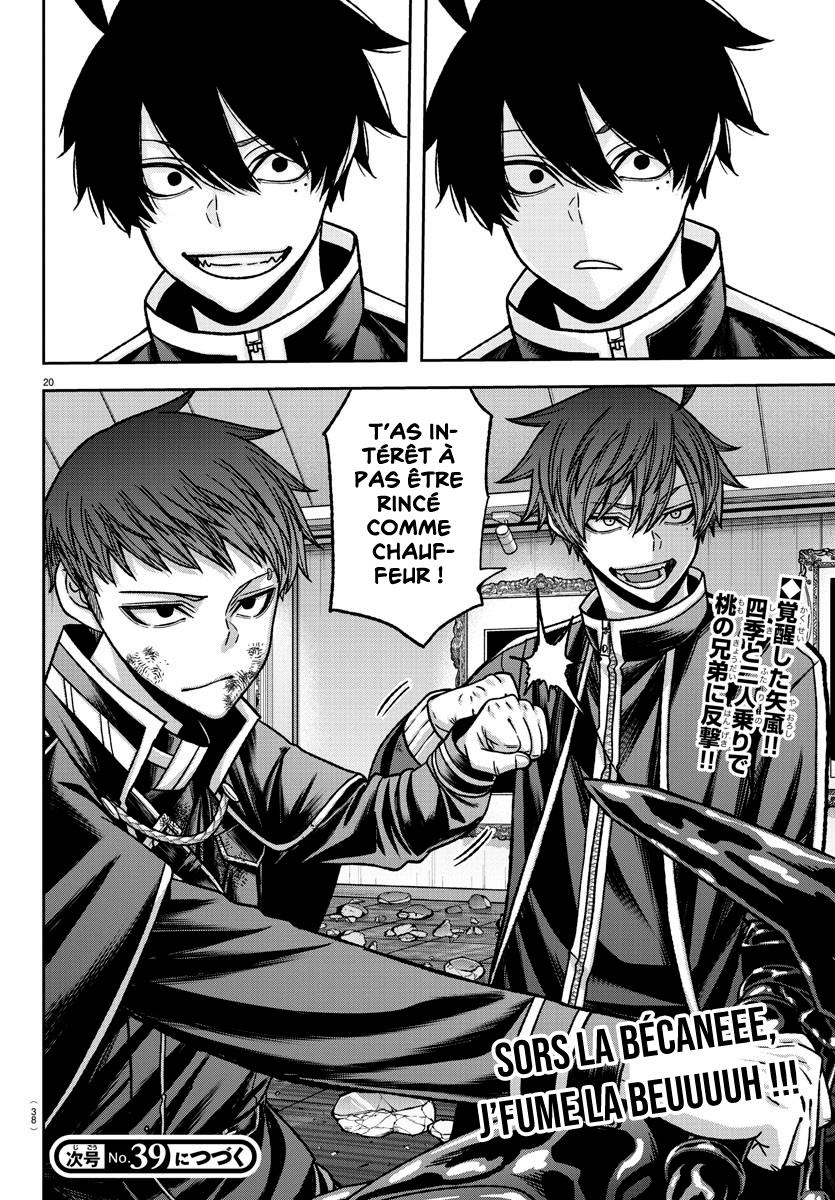 20
T'AS IN-
TÉRÊT À
PAS ÊTRE
RINCÉ
COMME
CHAUF-
FEUR !
◆覚醒した矢颪!!
四季と二人乗りで
桃の兄弟に反撃!!
SORS LA BÉCANEEE,
J'FUME LA BEUUUUH !!!
(38)
次号No.39につづく